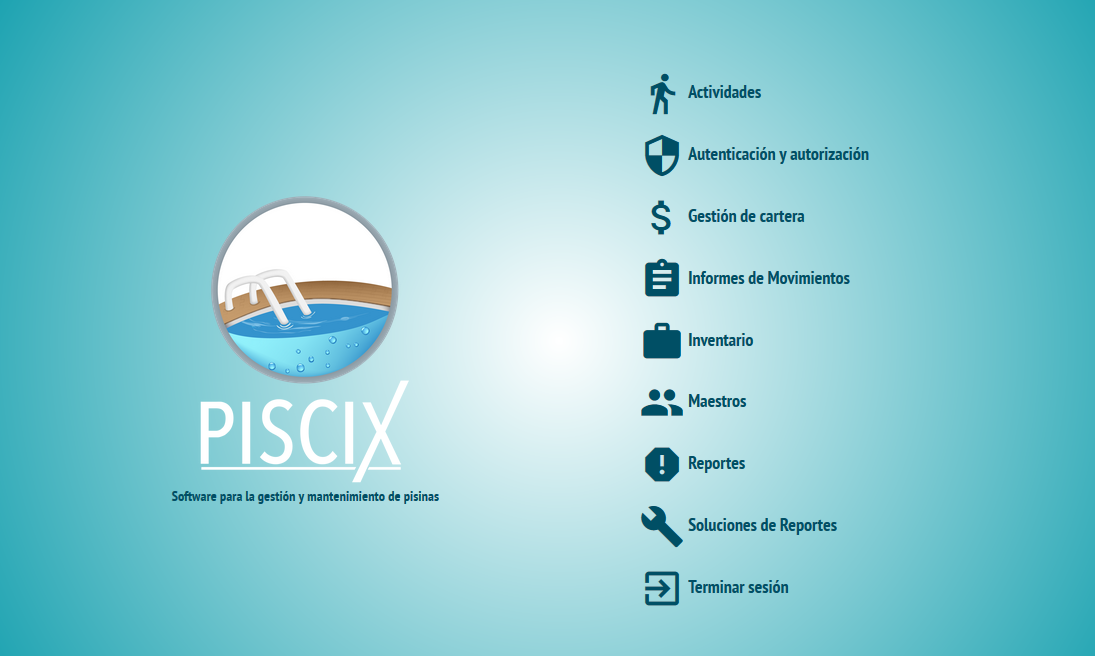 PISCIX
Software para la gestión y mantenimiento de pisinas
Actividades
Autenticación y autorización
Gestión de cartera
Informes de Movimientos
Inventario
Maestros
Reportes
Soluciones de Reportes
Terminar sesión